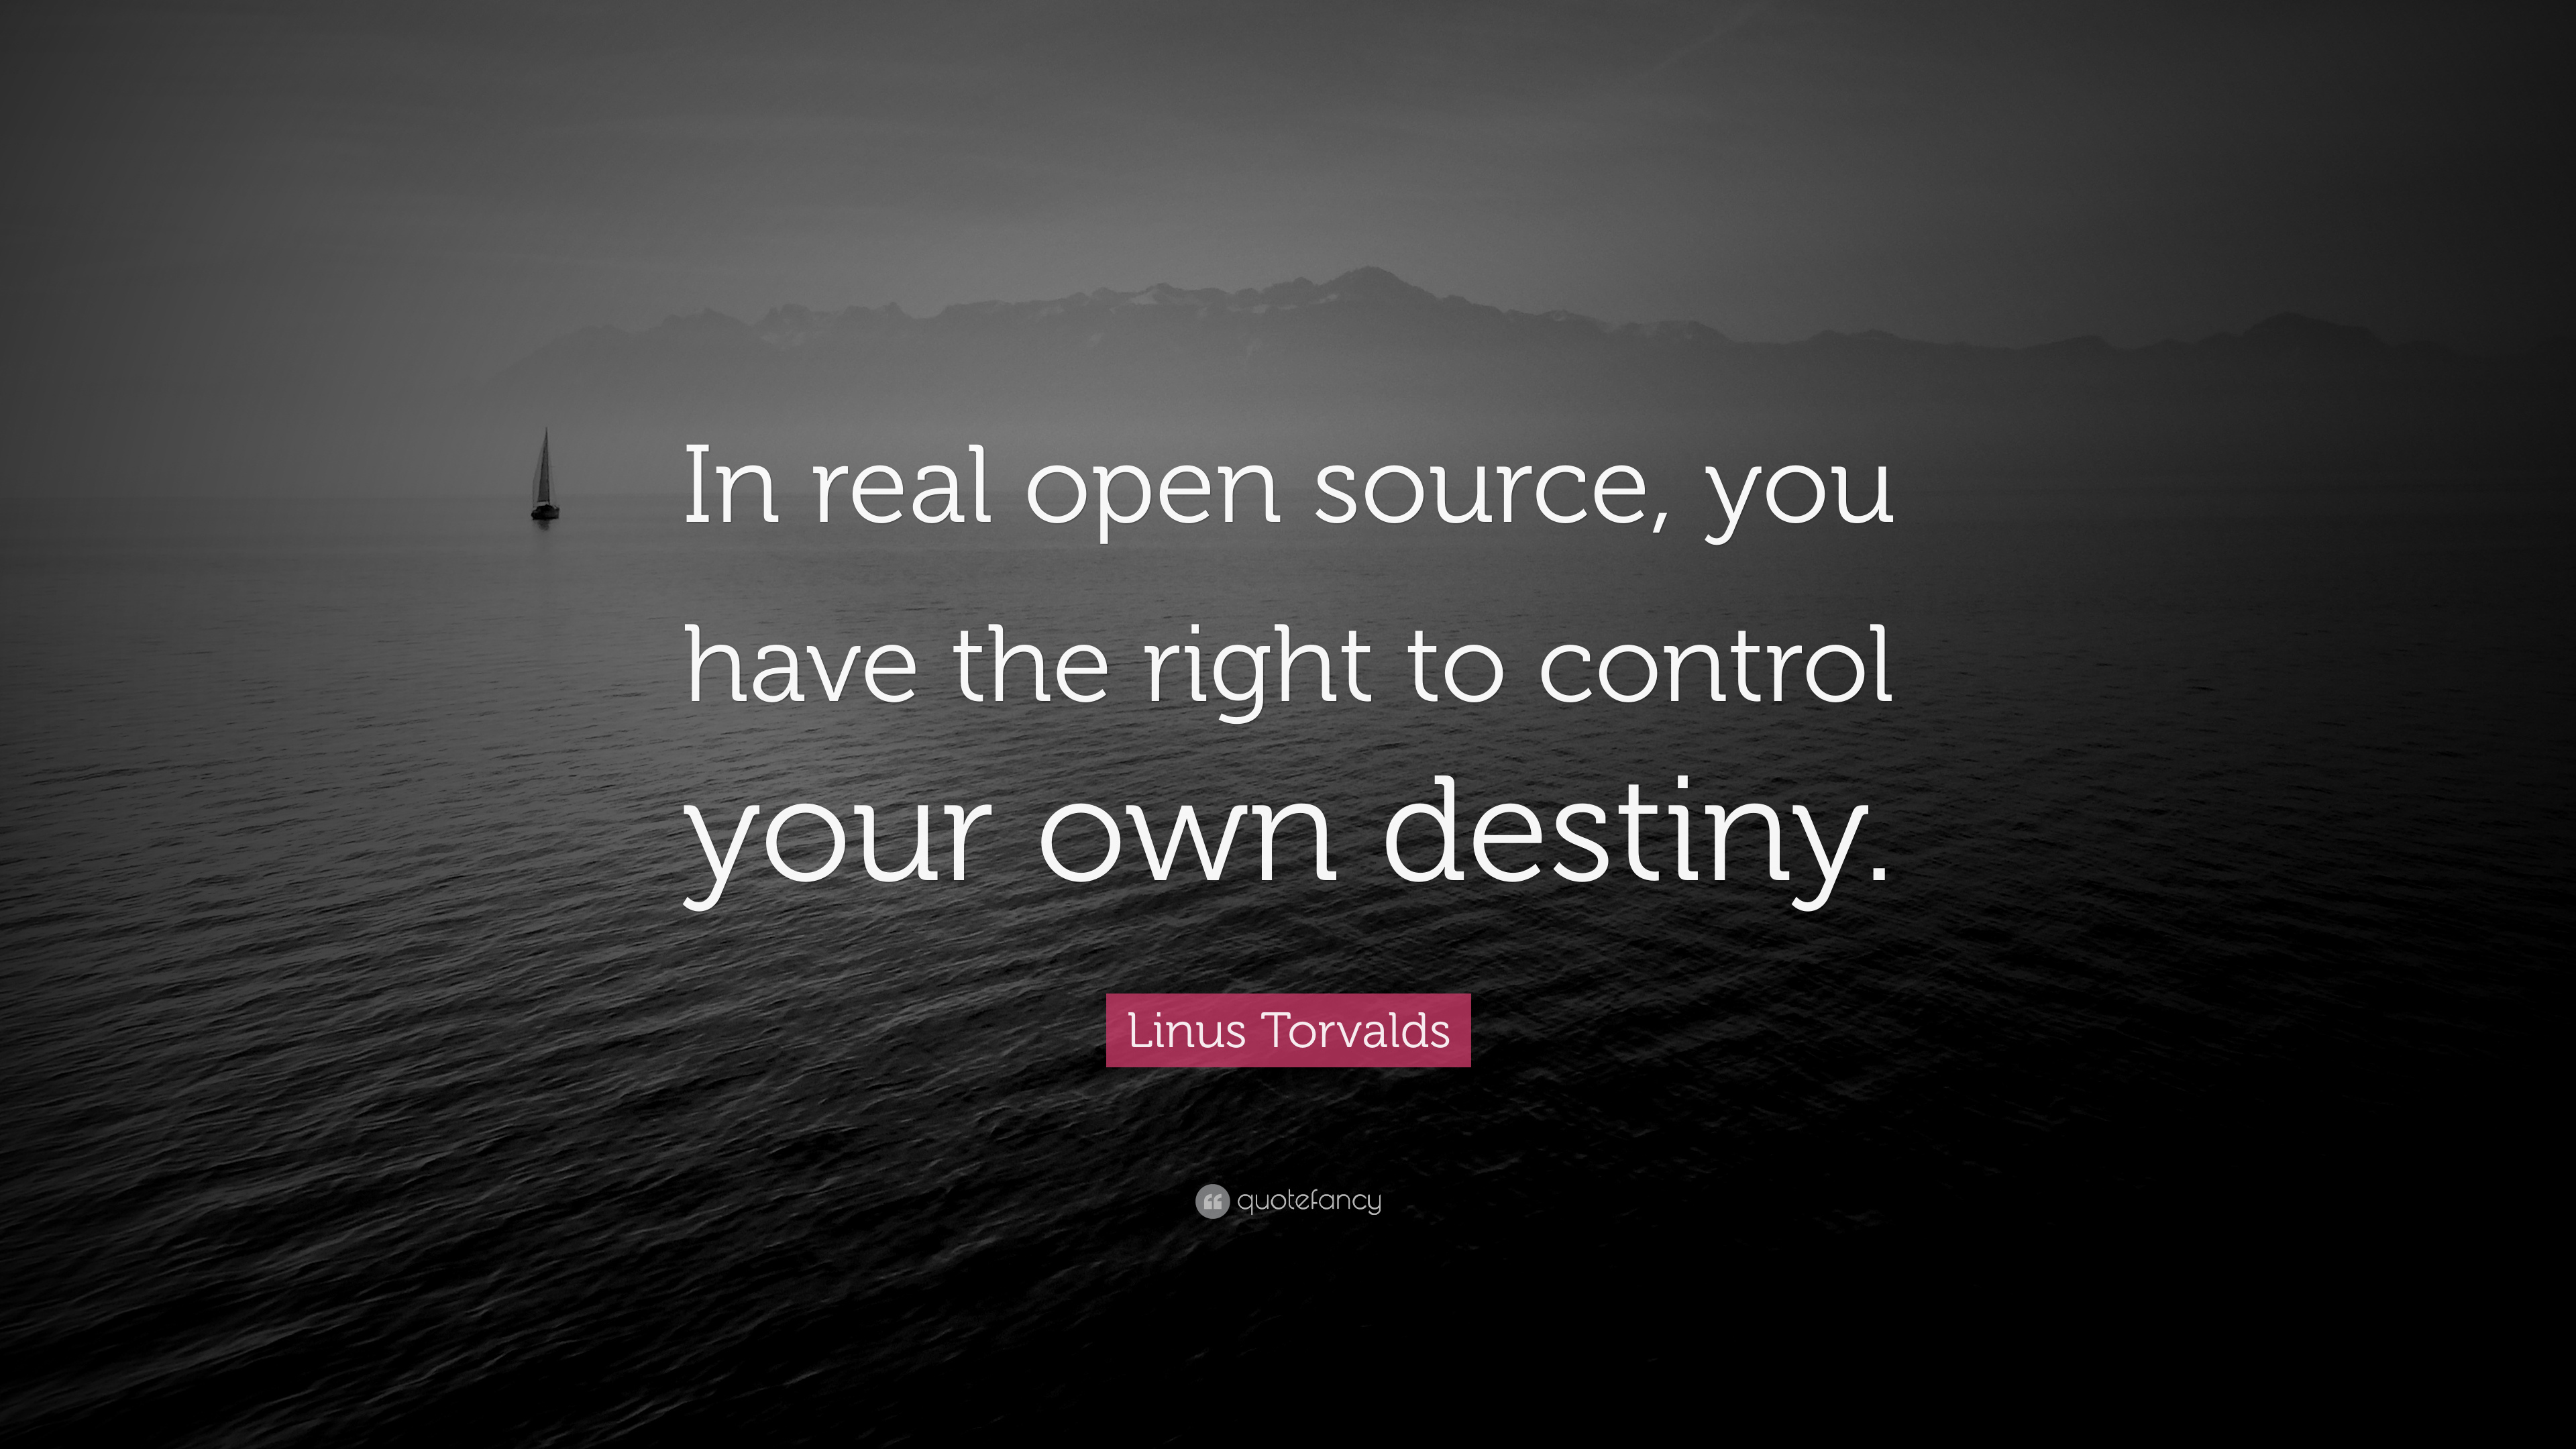 In real open source, you
have the right to control
your own destiny.
Linus Torvalds
quotefancy